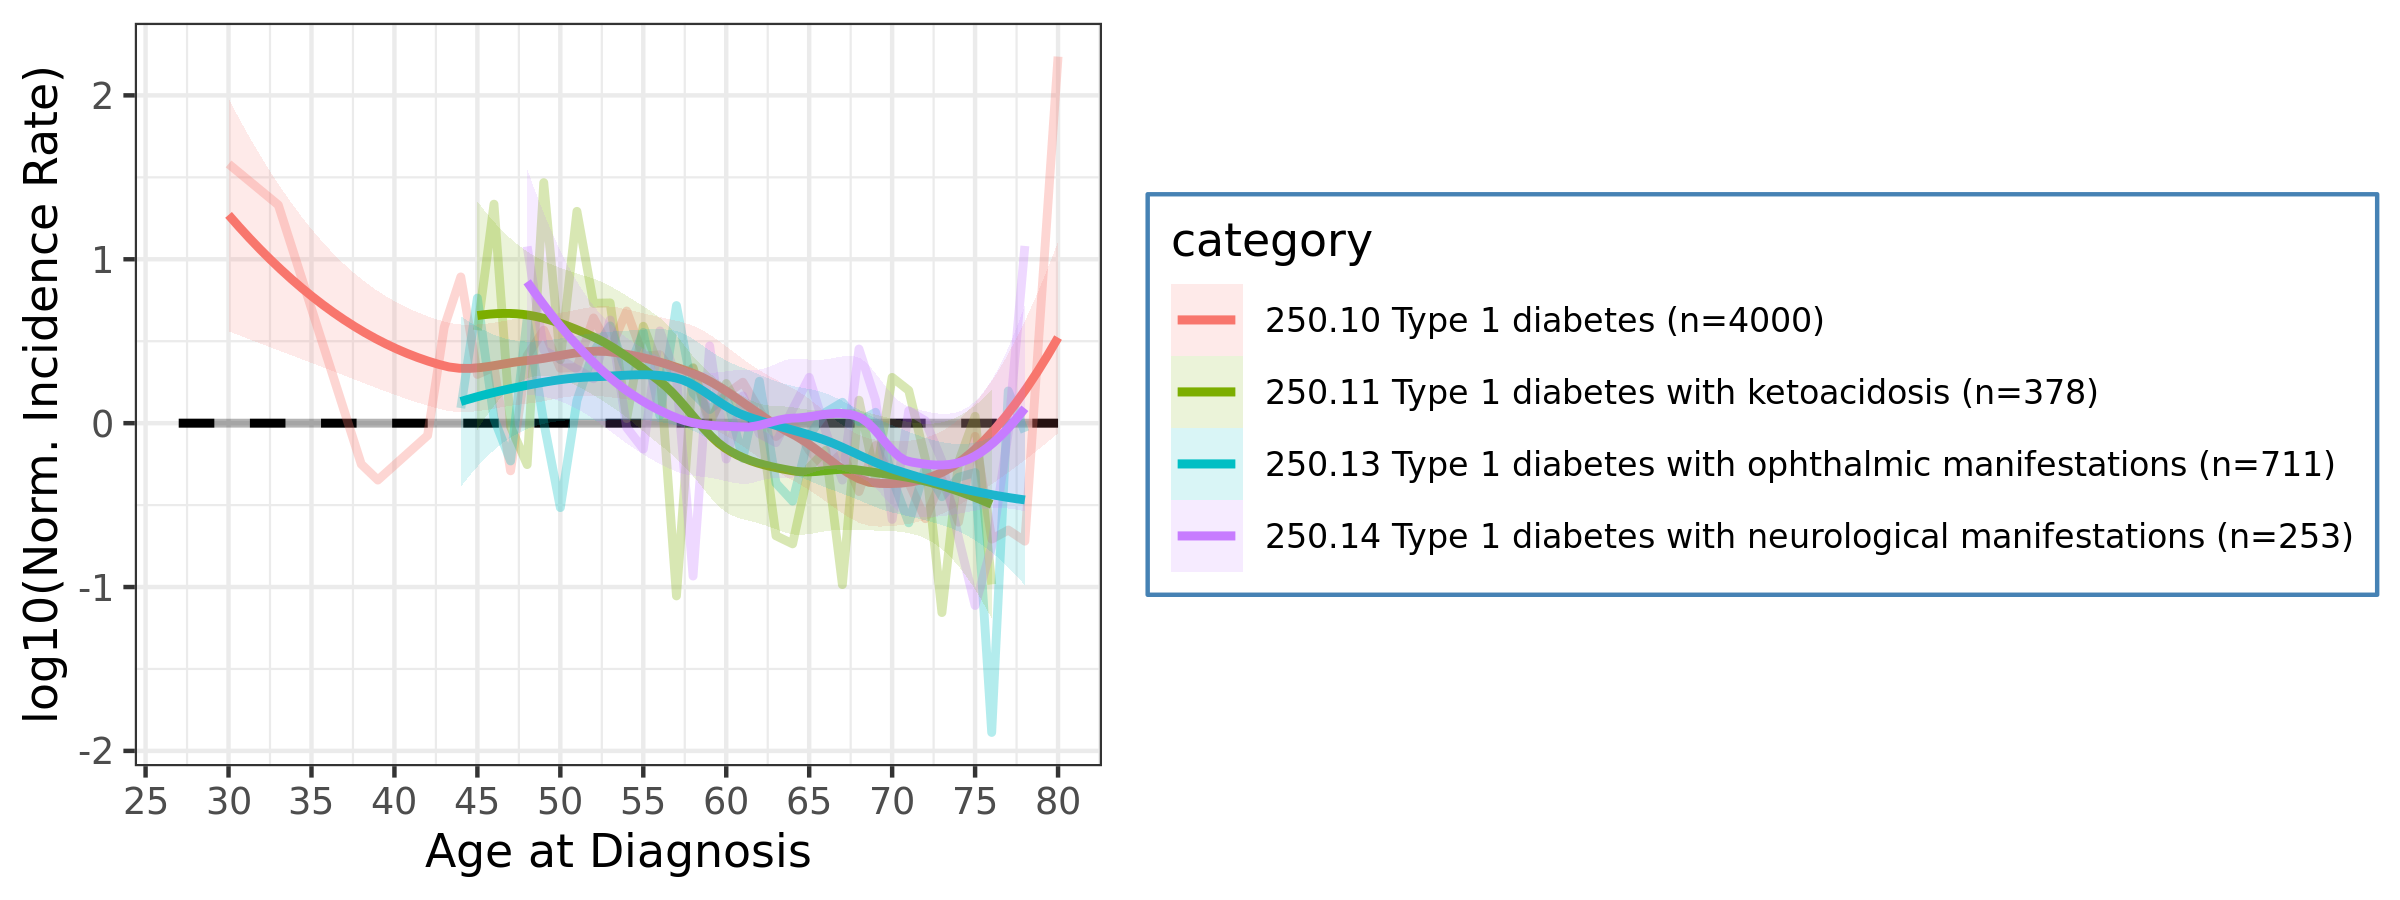 log10(Norm. Incidence Rate)
2
1
0
-1
-2
25 30 35 40 45 50 55 60 65 70 75 80
Age at Diagnosis
category
250.10 Type 1 diabetes (n=4000)
250.11 Type 1 diabetes with ketoacidosis (n=378)
250.13 Type 1 diabetes with ophthalmic manifestations (n=711)
250.14 Type 1 diabetes with neurological manifestations (n=253)